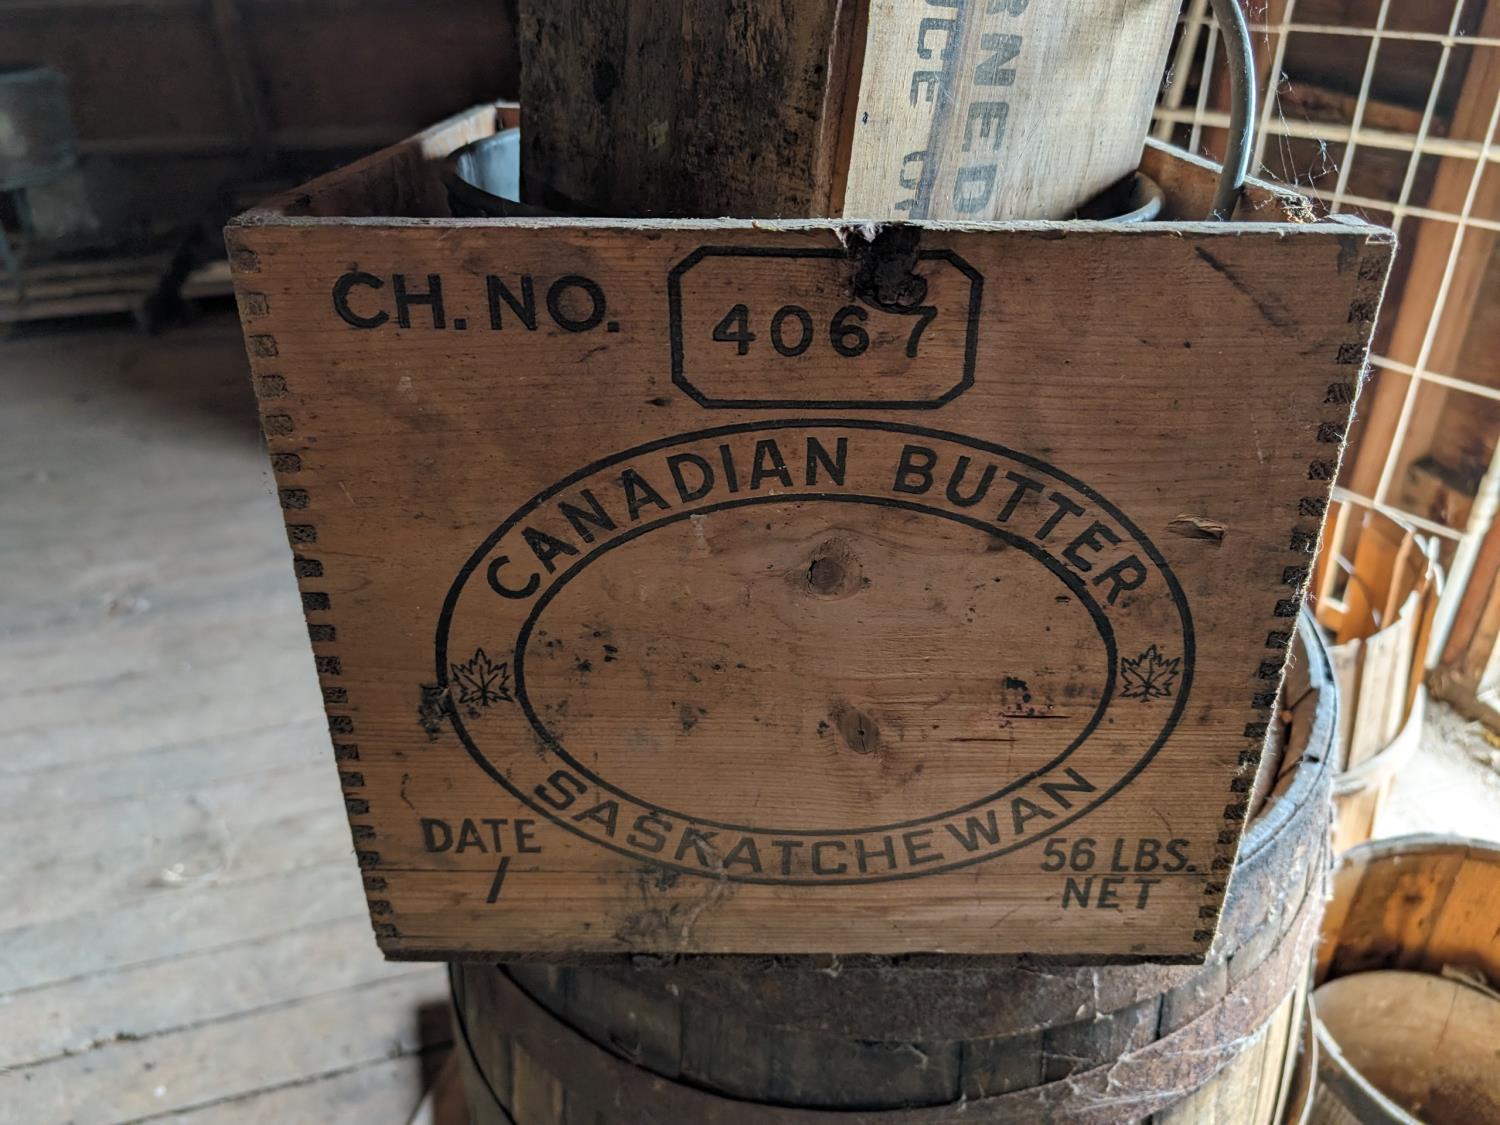 CH. NO.
4067
CANADIAN BUTTER
SASKATCHEWAN
DATE
/
56 LBS.
NET